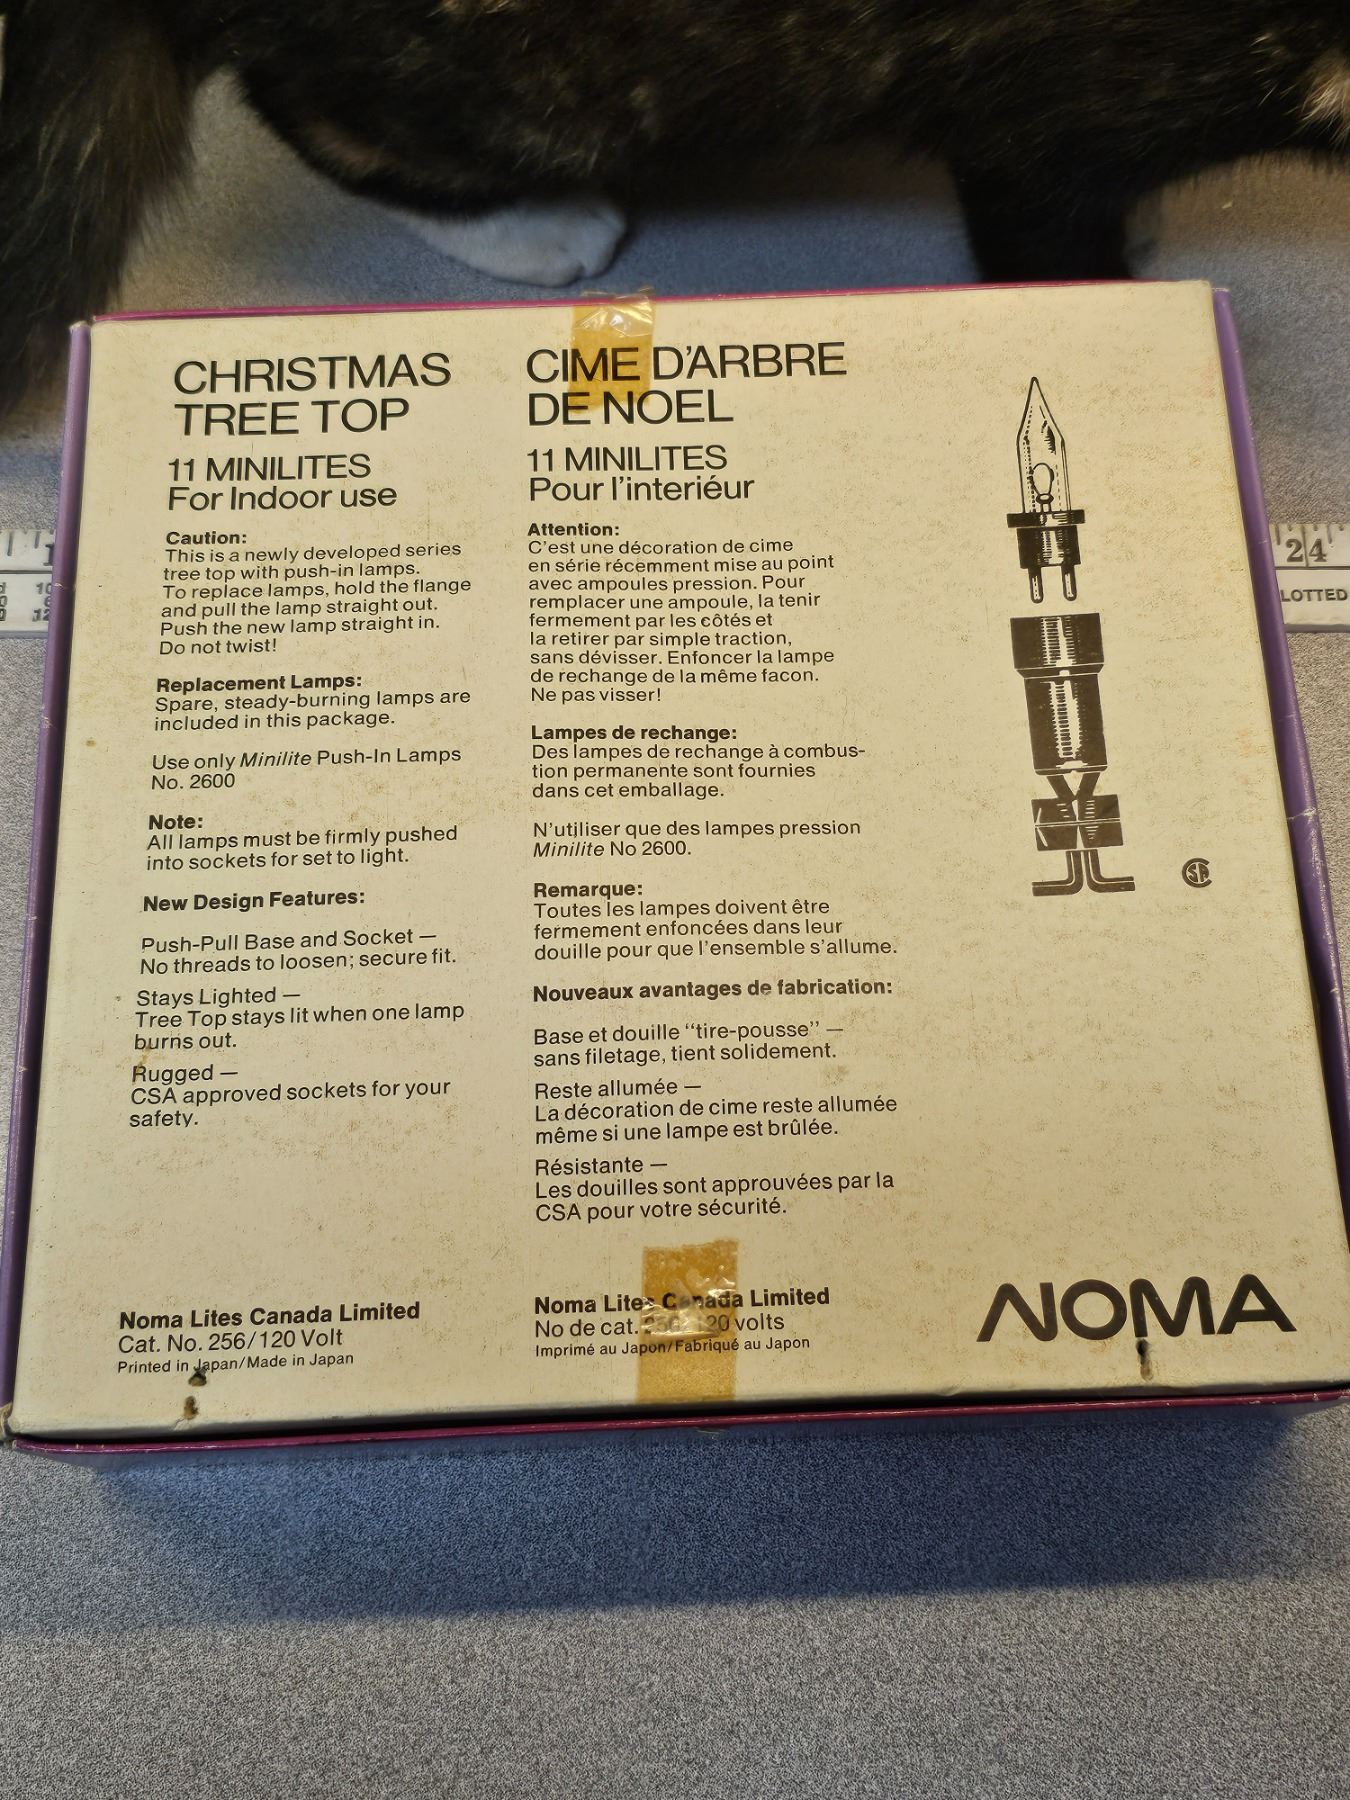 CHRISTMAS
TREE TOP
11 MINILITES
For Indoor use
Caution:
This is a newly developed series
tree top with push-in lamps.
To replace lamps, hold the flange
and pull the lamp straight out.
Push the new lamp straight in.
Do not twist!
Replacement Lamps:
Spare, steady-burning lamps are
included in this package.
Use only Minilite Push-In Lamps
No. 2600
Note:
All lamps must be firmly pushed
into sockets for set to light.
New Design Features:
Push-Pull Base and Socket —
No threads to loosen; secure fit.
Stays Lighted —
Tree Top stays lit when one lamp
burns out.
Rugged —
CSA approved sockets for your
safety.
Noma Lites Canada Limited
Cat. No. 256/120 Volt
Printed in Japan/Made in Japan
CIME D'ARBRE
DE NOEL
11 MINILITES
Pour l'interiéur
Attention:
C'est une décoration de cime
en série récemment mise au point
avec ampoules pression. Pour
remplacer une ampoule, la tenir
fermement par les côtés et
la retirer par simple traction,
sans dévisser. Enfoncer la lampe
de rechange de la même facon.
Ne pas visser!
Lampes de rechange:
Des lampes de rechange à combus-
tion permanente sont fournies
dans cet emballage.
N'utiliser que des lampes pression
Minilite No 2600.
Remarque:
Toutes les lampes doivent être
fermement enfoncées dans leur
douille pour que l'ensemble s'allume.
Nouveaux avantages de fabrication:
Base et douille "tire-pousse" —
sans filetage, tient solidement.
Reste allumée —
La décoration de cime reste allumée
même si une lampe est brûlée.
Résistante —
Les douilles sont approuvées par la
CSA pour votre sécurité.
Noma Lites Canada Limited
No de cat. 256/120 volts
Imprimé au Japon/Fabriqué au Japon
SA
NOMA
24
LOTTED